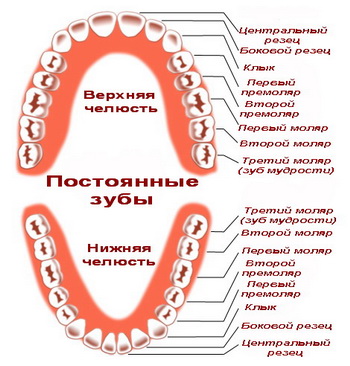 Центральный
резец
Боковой резец
Клык
Первый
премоляр
Второй
премоляр
Первый моляр
Второй моляр
Третий моляр
(зуб мудрости)
Верхняя
челюсть
Постоянные
зубы
Нижняя
челюсть
Третий моляр
(зуб мудрости)
Второй моляр
Первый моляр
Второй
премоляр
Первый
премоляр
Клык
Боковой резец
Центральный
резец